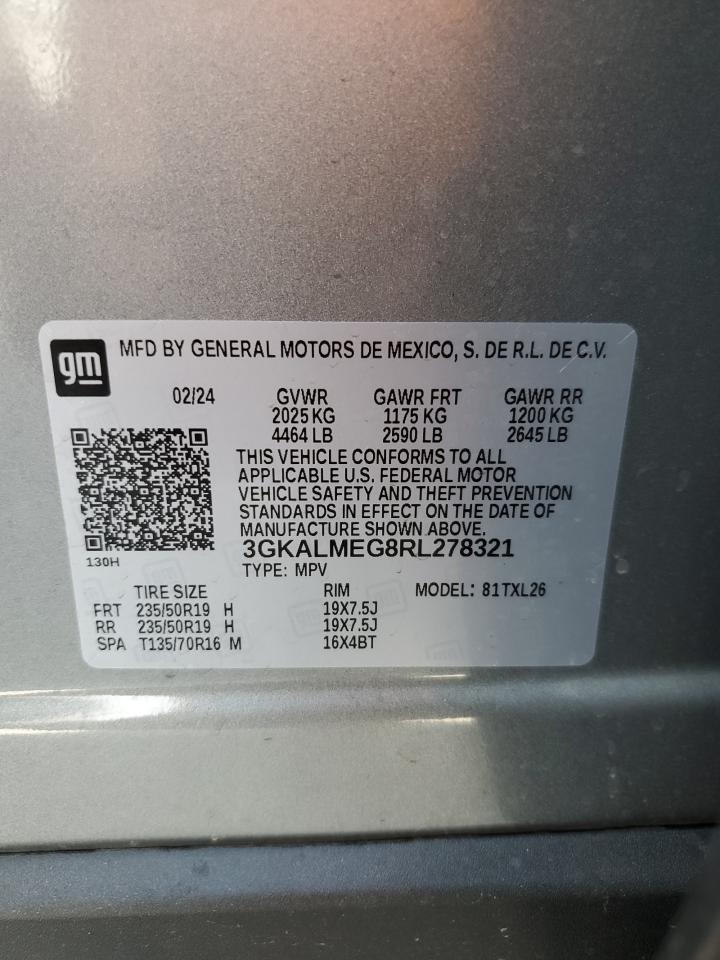 gm MFD BY GENERAL MOTORS DE MEXICO, S. DE R.L. DE C.V.
02/24 GVWR GAWR FRT GAWR RR
2025 KG 1175 KG 1200 KG
4464 LB 2590 LB 2645 LB
THIS VEHICLE CONFORMS TO ALL
APPLICABLE U.S. FEDERAL MOTOR
VEHICLE SAFETY AND THEFT PREVENTION
STANDARDS IN EFFECT ON THE DATE OF
MANUFACTURE SHOWN ABOVE.
3GKALMEG8RL278321
130H TYPE: MPV
TIRE SIZE RIM MODEL: 81TXL26
FRT 235/50R19 H 19X7.5J
RR 235/50R19 H 19X7.5J
SPA T135/70R16 M 16X4BT